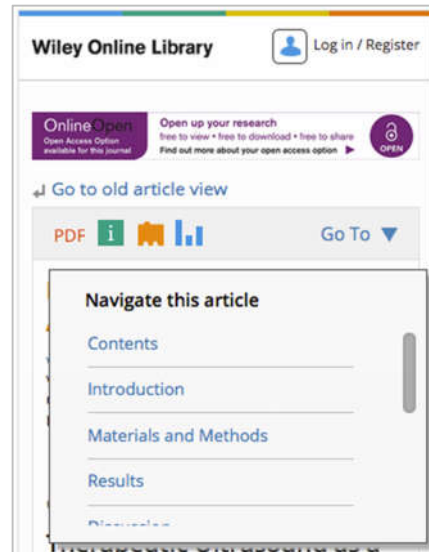 Wiley Online Library
Log in / Register
OnlineOpen
Open Access Option
available for this journal
Open up your research
free to view • free to download • free to share
Find out more about your open access option ▶
OPEN
Go to old article view
PDF i
Go To ▼
Navigate this article
Contents
Introduction
Materials and Methods
Results
Discussion
Therapeutic Ultrasound as a